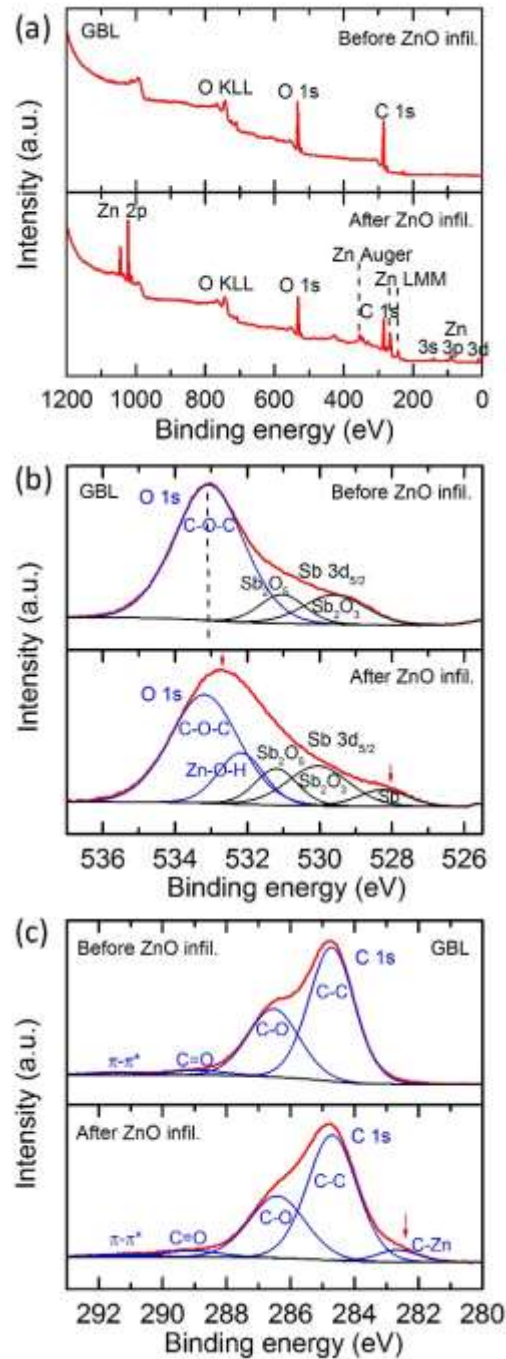 (a)
GBL
Before ZnO infil.
O KLL
O 1s
C 1s
After ZnO infil.
Zn 2p
Zn Auger
O KLL
O 1s
C 1s
Zn LMM
Zn
3s 3p 3d
Intensity (a.u.)
1200 1000 800 600 400 200 0
Binding energy (eV)
(b)
GBL
Before ZnO infil.
O 1s
C-O-C
Sb 3d5/2
Sb2O5
Sb2O3
After ZnO infil.
O 1s
C-O-C
Zn-O-H
Sb 3d5/2
Sb2O5
Sb2O3
Sb
Intensity (a.u.)
536 534 532 530 528 526
Binding energy (eV)
(c)
Before ZnO infil.
GBL
C 1s
C-C
C-O
C=O
π-π*
After ZnO infil.
C 1s
C-C
C-O
C=O
π-π*
C-Zn
Intensity (a.u.)
292 290 288 286 284 282 280
Binding energy (eV)